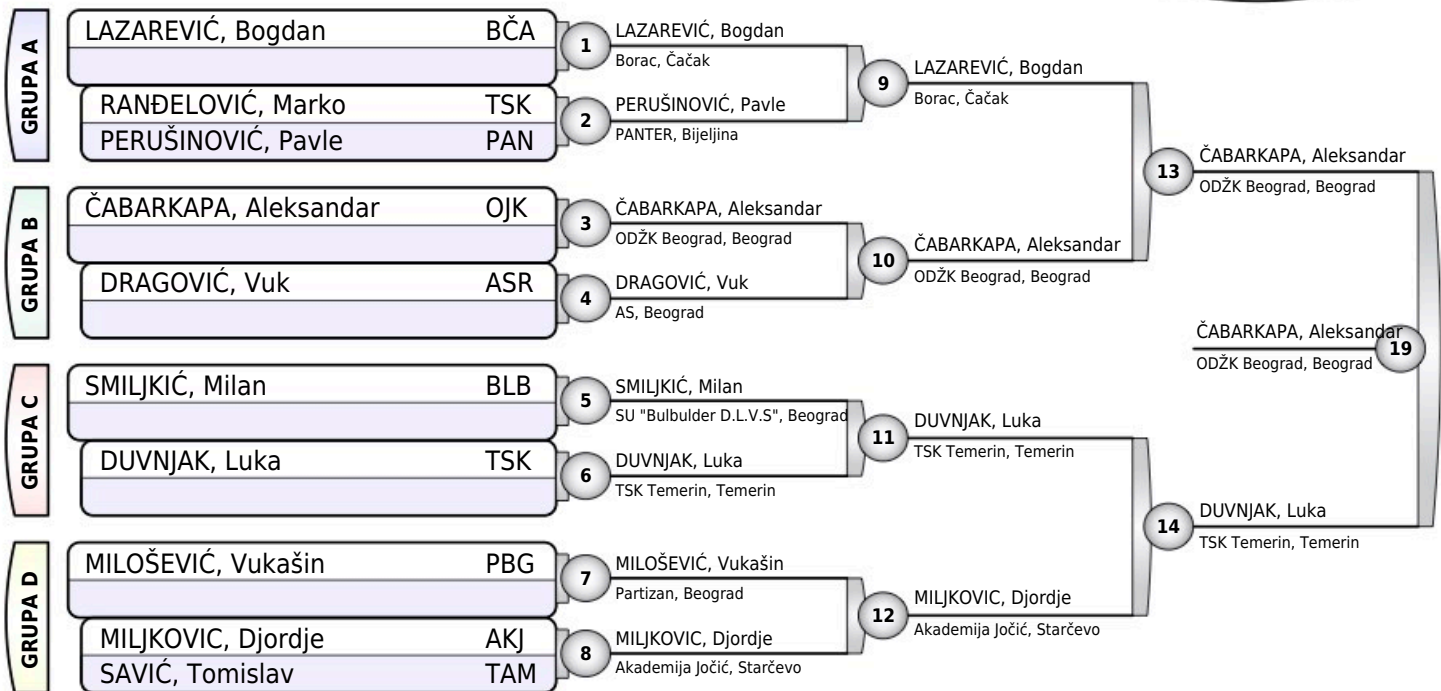 GRUPA A
LAZAREVIĆ, Bogdan BČA
RANĐELOVIĆ, Marko TSK
PERUŠINOVIĆ, Pavle PAN
1
LAZAREVIĆ, Bogdan
Borac, Čačak
2
PERUŠINOVIĆ, Pavle
PANTER, Bijeljina
9
LAZAREVIĆ, Bogdan
Borac, Čačak
GRUPA B
ČABARKAPA, Aleksandar OJK
DRAGOVIĆ, Vuk ASR
3
ČABARKAPA, Aleksandar
ODŽK Beograd, Beograd
4
DRAGOVIĆ, Vuk
AS, Beograd
10
ČABARKAPA, Aleksandar
ODŽK Beograd, Beograd
13
ČABARKAPA, Aleksandar
ODŽK Beograd, Beograd
GRUPA C
SMILJKIĆ, Milan BLB
DUVNJAK, Luka TSK
5
SMILJKIĆ, Milan
SU "Bulbulder D.L.V.S", Beograd
6
DUVNJAK, Luka
TSK Temerin, Temerin
11
DUVNJAK, Luka
TSK Temerin, Temerin
GRUPA D
MILOŠEVIĆ, Vukašin PBG
MILJKOVIC, Djordje AKJ
SAVIĆ, Tomislav TAM
7
MILOŠEVIĆ, Vukašin
Partizan, Beograd
8
MILJKOVIC, Djordje
Akademija Jočić, Starčevo
12
MILJKOVIC, Djordje
Akademija Jočić, Starčevo
14
DUVNJAK, Luka
TSK Temerin, Temerin
ČABARKAPA, Aleksandar
ODŽK Beograd, Beograd
19